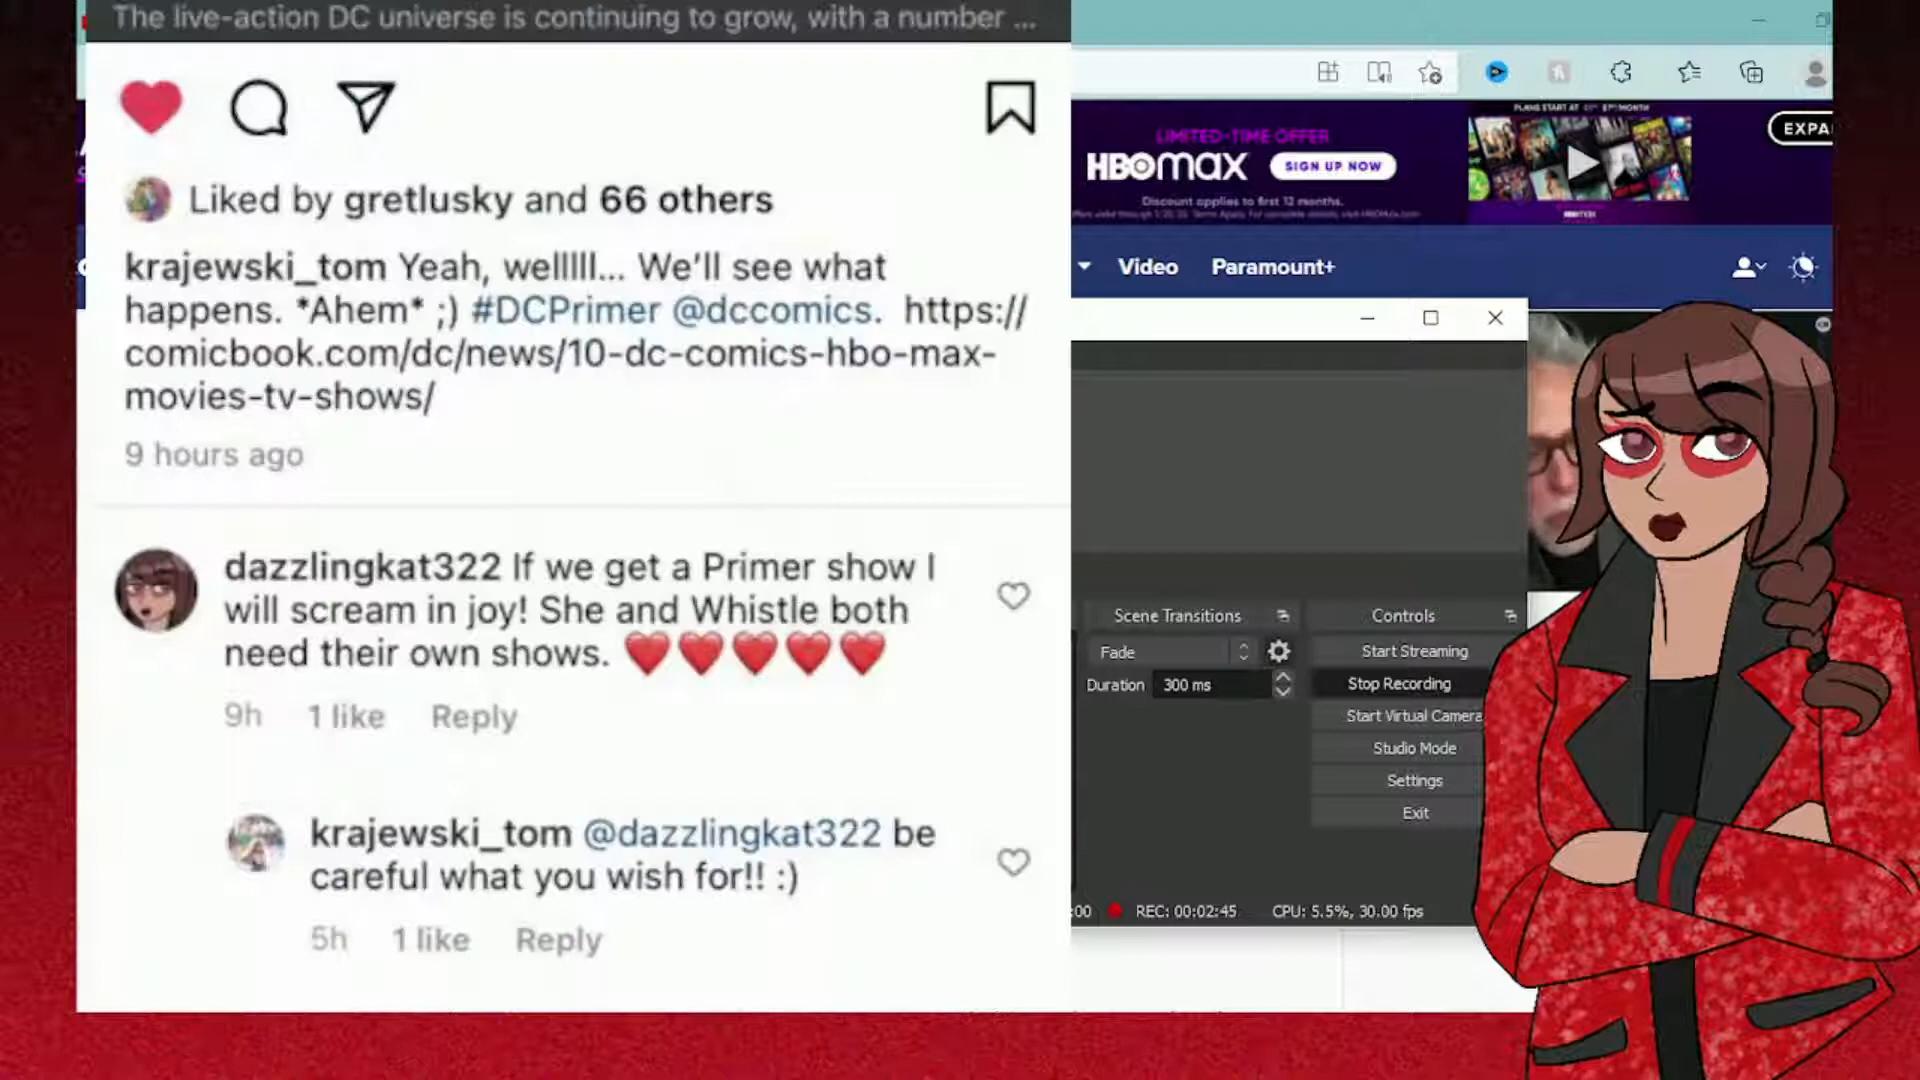 The live-action DC universe is continuing to grow, with a number ...
Liked by gretlusky and 66 others
krajewski_tom Yeah, wellllll... We'll see what
happens. *Ahem* ;) #DCPrimer @dccomics. https://
comicbook.com/dc/news/10-dc-comics-hbo-max-
movies-tv-shows/
9 hours ago
dazzlingkat322 If we get a Primer show I
will scream in joy! She and Whistle both
need their own shows. ❤️❤️❤️❤️❤️
9h 1 like Reply
krajewski_tom @dazzlingkat322 be
careful what you wish for!! :)
5h 1 like Reply
LIMITED-TIME OFFER
HBOmax SIGN UP NOW
Discount applies to first 12 months.
PLANS START AT
EXPA
Video Paramount+
Scene Transitions
Fade
Duration 300 ms
Controls
Start Streaming
Stop Recording
Start Virtual Camera
Studio Mode
Settings
Exit
:00 REC: 00:02:45 CPU: 5.5%, 30.00 fps